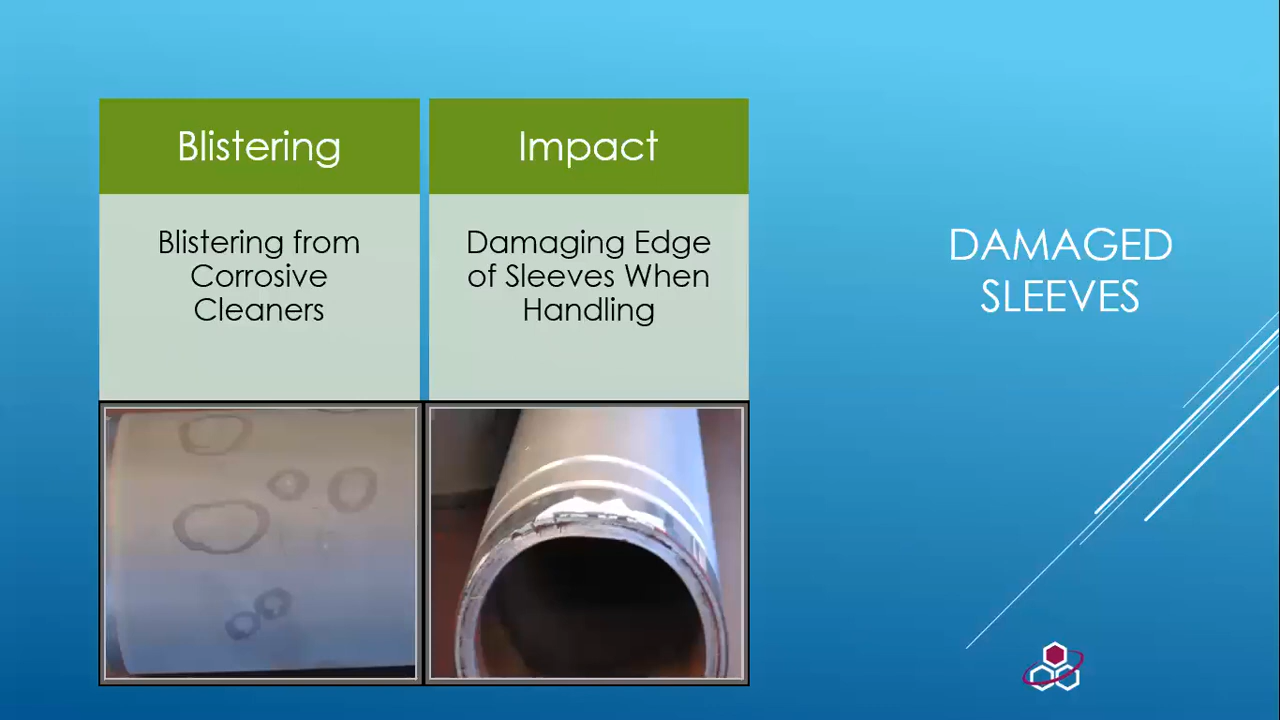 Blistering
Blistering from
Corrosive
Cleaners
Impact
Damaging Edge
of Sleeves When
Handling
DAMAGED
SLEEVES